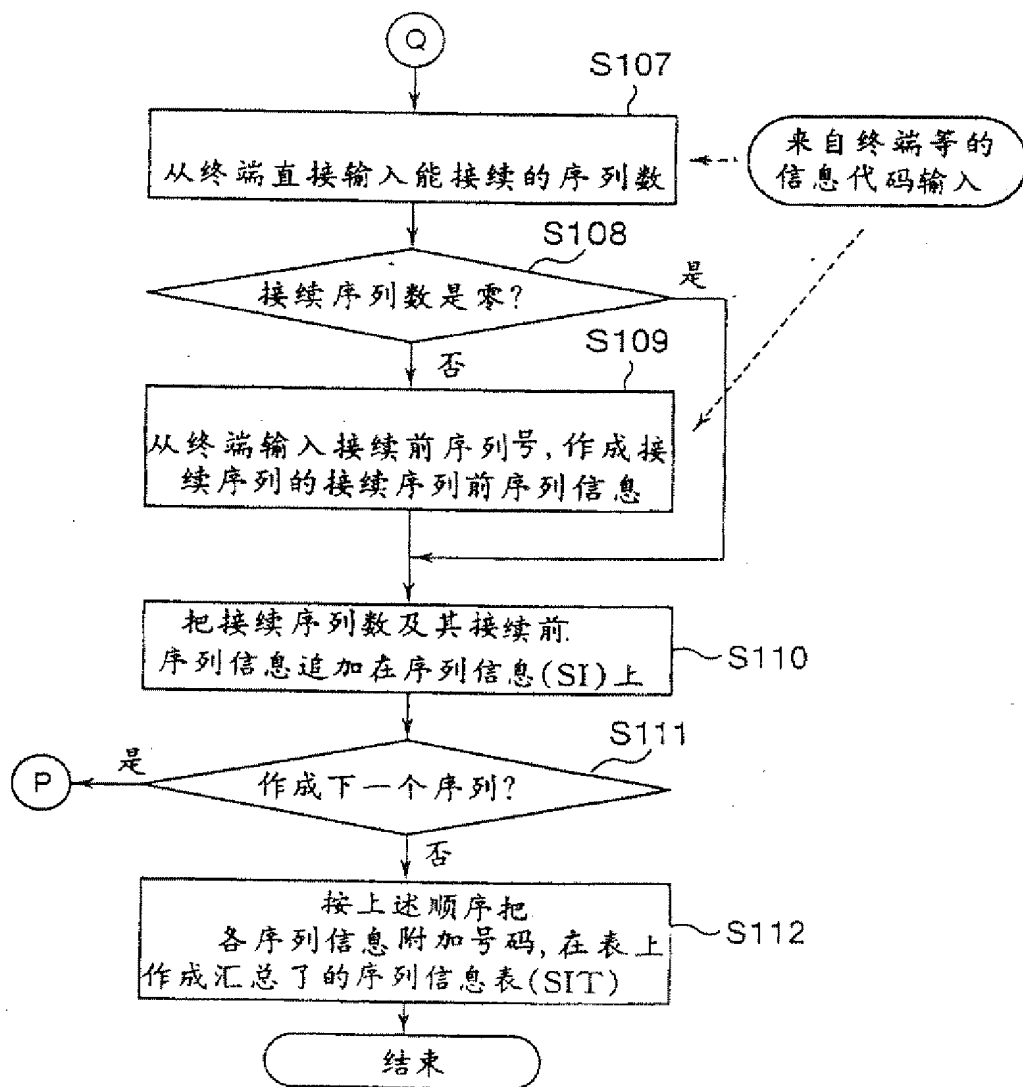 Q
S107
从终端直接输入能接续的序列数
来自终端等的
信息代码输入
S108
接续序列数是零?
是
否
S109
从终端输入接续前序列号,作成接
续序列的接续序列前序列信息
把接续序列数及其接续前
序列信息追加在序列信息(SI)上
S110
S111
作成下一个序列?
是
P
否
按上述顺序把
各序列信息附加号码,在表上
作成汇总了的序列信息表(SIT)
S112
结束